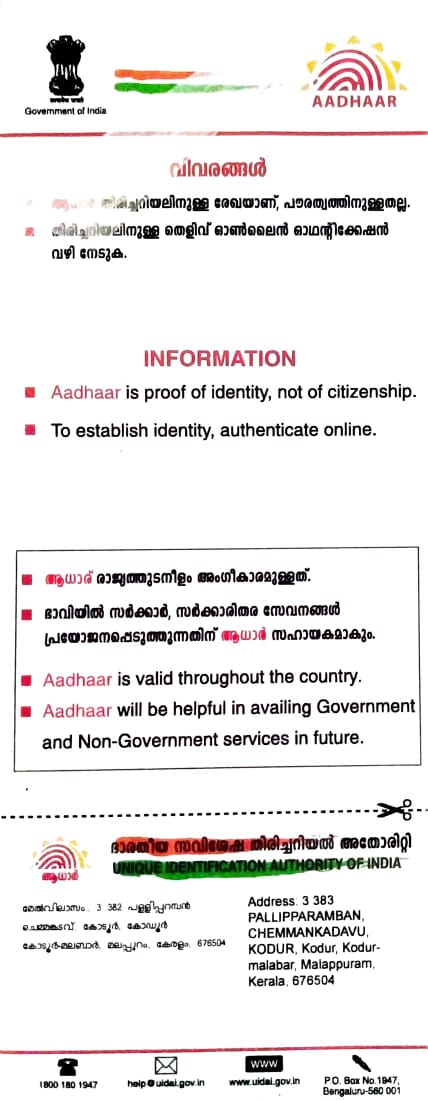 Government of India
AADHAAR
വിവരങ്ങൾ
ആധാർ തിരിച്ചറിയലിനുള്ള രേഖയാണ്, പൗരത്വത്തിനുള്ളതല്ല.
തിരിച്ചറിയലിനുള്ള തെളിവ് ഓൺലൈൻ ഓഥന്റിക്കേഷൻ
വഴി നേടുക.
INFORMATION
Aadhaar is proof of identity, not of citizenship.
To establish identity, authenticate online.
ആധാര് രാജ്യത്തുടനീളം അംഗീകാരമുള്ളത്.
ഭാവിയിൽ സർക്കാർ, സർക്കാരിതര സേവനങ്ങൾ
പ്രയോജനപ്പെടുത്തുന്നതിന് ആധാർ സഹായകമാകും.
Aadhaar is valid throughout the country.
Aadhaar will be helpful in availing Government
and Non-Government services in future.
ഭാരതീയ സവിശേഷ തിരിച്ചറിയൽ അതോരിറ്റി
UNIQUE IDENTIFICATION AUTHORITY OF INDIA
ആധാർ
മേൽവിലാസം, 3 382 പള്ളിപ്പറമ്പൻ
ചെമ്മങ്കടവ്, കോടൂർ, കോഡൂർ
കോടൂർ-മലബാർ, മലപ്പുറം, കേരളം, 676504
Address: 3 383
PALLIPPARAMBAN,
CHEMMANKADAVU,
KODUR, Kodur, Kodur-
malabar, Malappuram,
Kerala, 676504
1800 180 1947
help@uidai.gov.in
WWW
www.uidai.gov.in
P.O. Box No.1947,
Bengaluru-560 001